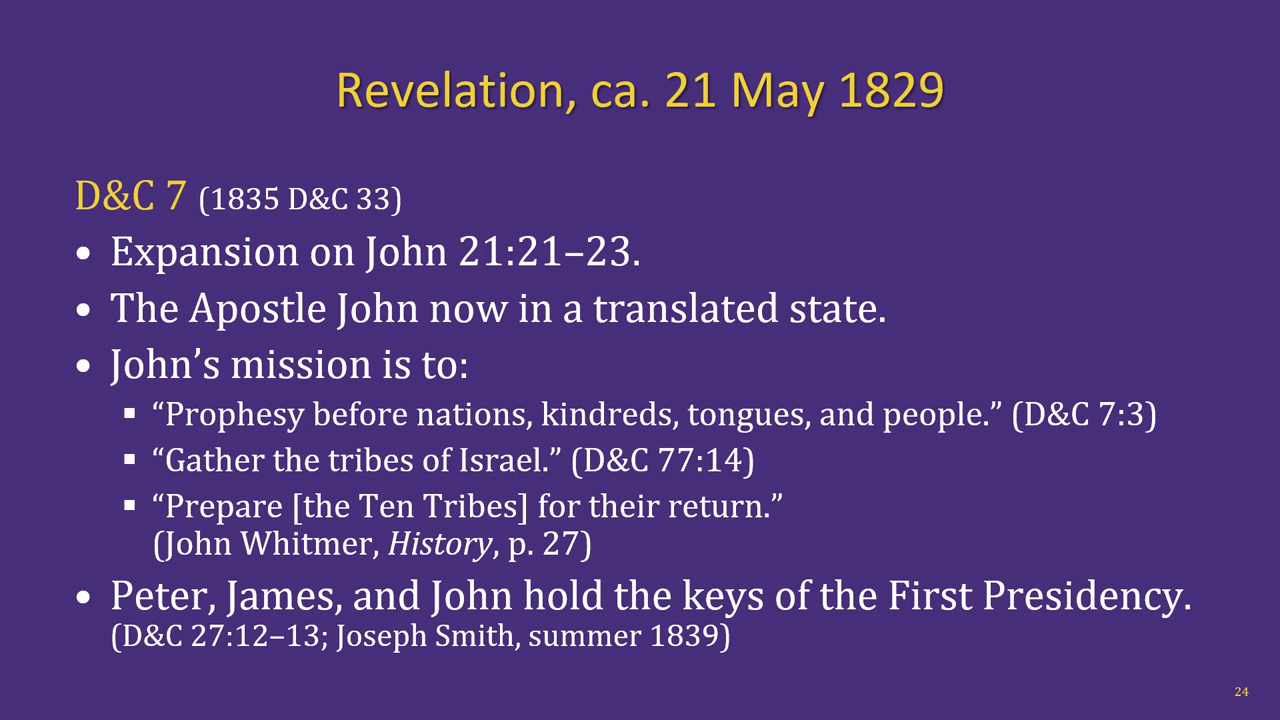 Revelation, ca. 21 May 1829
D&C 7 (1835 D&C 33)
• Expansion on John 21:21–23.
• The Apostle John now in a translated state.
• John’s mission is to:
▪ “Prophesy before nations, kindreds, tongues, and people.” (D&C 7:3)
▪ “Gather the tribes of Israel.” (D&C 77:14)
▪ “Prepare [the Ten Tribes] for their return.”
(John Whitmer, History, p. 27)
• Peter, James, and John hold the keys of the First Presidency.
(D&C 27:12–13; Joseph Smith, summer 1839)
24